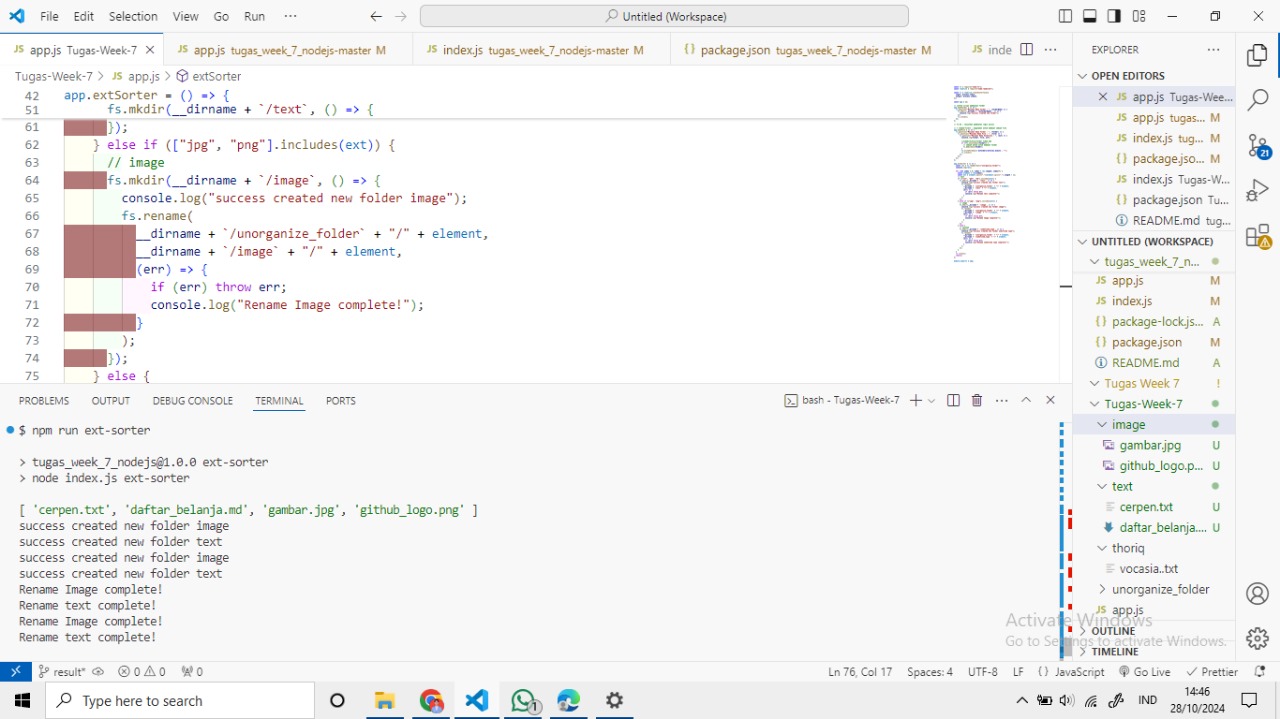 File Edit Selection View Go Run ··· Untitled (Workspace)
app.js Tugas-Week-7 app.js tugas_week_7_nodejs-master M index.js tugas_week_7_nodejs-master M package.json tugas_week_7_nodejs-master M inde
Tugas-Week-7 > app.js > extSorter
42 app.extSorter = () => {
51 fs.mkdir(__dirname + `/text`, () => {
61 });
62 } else if (["jpg", "png"].includes(ext)) {
63 // image
64 fs.mkdir(__dirname + `/image`, () => {
65 console.log("success created new folder image");
66 fs.rename(
67 __dirname + `/unorganize_folder` + "/" + element,
68 __dirname + `/image` + "/" + element,
69 (err) => {
70 if (err) throw err;
71 console.log("Rename Image complete!");
72 }
73 );
74 });
75 } else {
PROBLEMS OUTPUT DEBUG CONSOLE TERMINAL PORTS bash - Tugas-Week-7
$ npm run ext-sorter
> tugas_week_7_nodejs@1.0.0 ext-sorter
> node index.js ext-sorter
[ 'cerpen.txt', 'daftar_belanja.md', 'gambar.jpg', 'github_logo.png' ]
success created new folder image
success created new folder text
success created new folder image
success created new folder text
Rename Image complete!
Rename text complete!
Rename Image complete!
Rename text complete!
EXPLORER
OPEN EDITORS
app.js Tugas-Wee...
app.js tugas... M
index.js tug... M
package.jso... M
index.js Tugas-W...
package.json Tu...
README.md tug...
UNTITLED (WORKSPACE)
tugas_week_7_n...
app.js M
index.js M
package-lock.js... A
package.json M
README.md A
Tugas Week 7 !
Tugas-Week-7
image
gambar.jpg U
github_logo.p... U
text
cerpen.txt U
daftar_belanja.... U
thoriq
vocasia..txt
unorganize_folder
app.js
OUTLINE
TIMELINE
21
Activate Windows
Go to Settings to activate Windows.
result* 0 0 0 Ln 76, Col 17 Spaces: 4 UTF-8 LF JavaScript Go Live Prettier
Type here to search 1 IND 14:46
28/10/2024